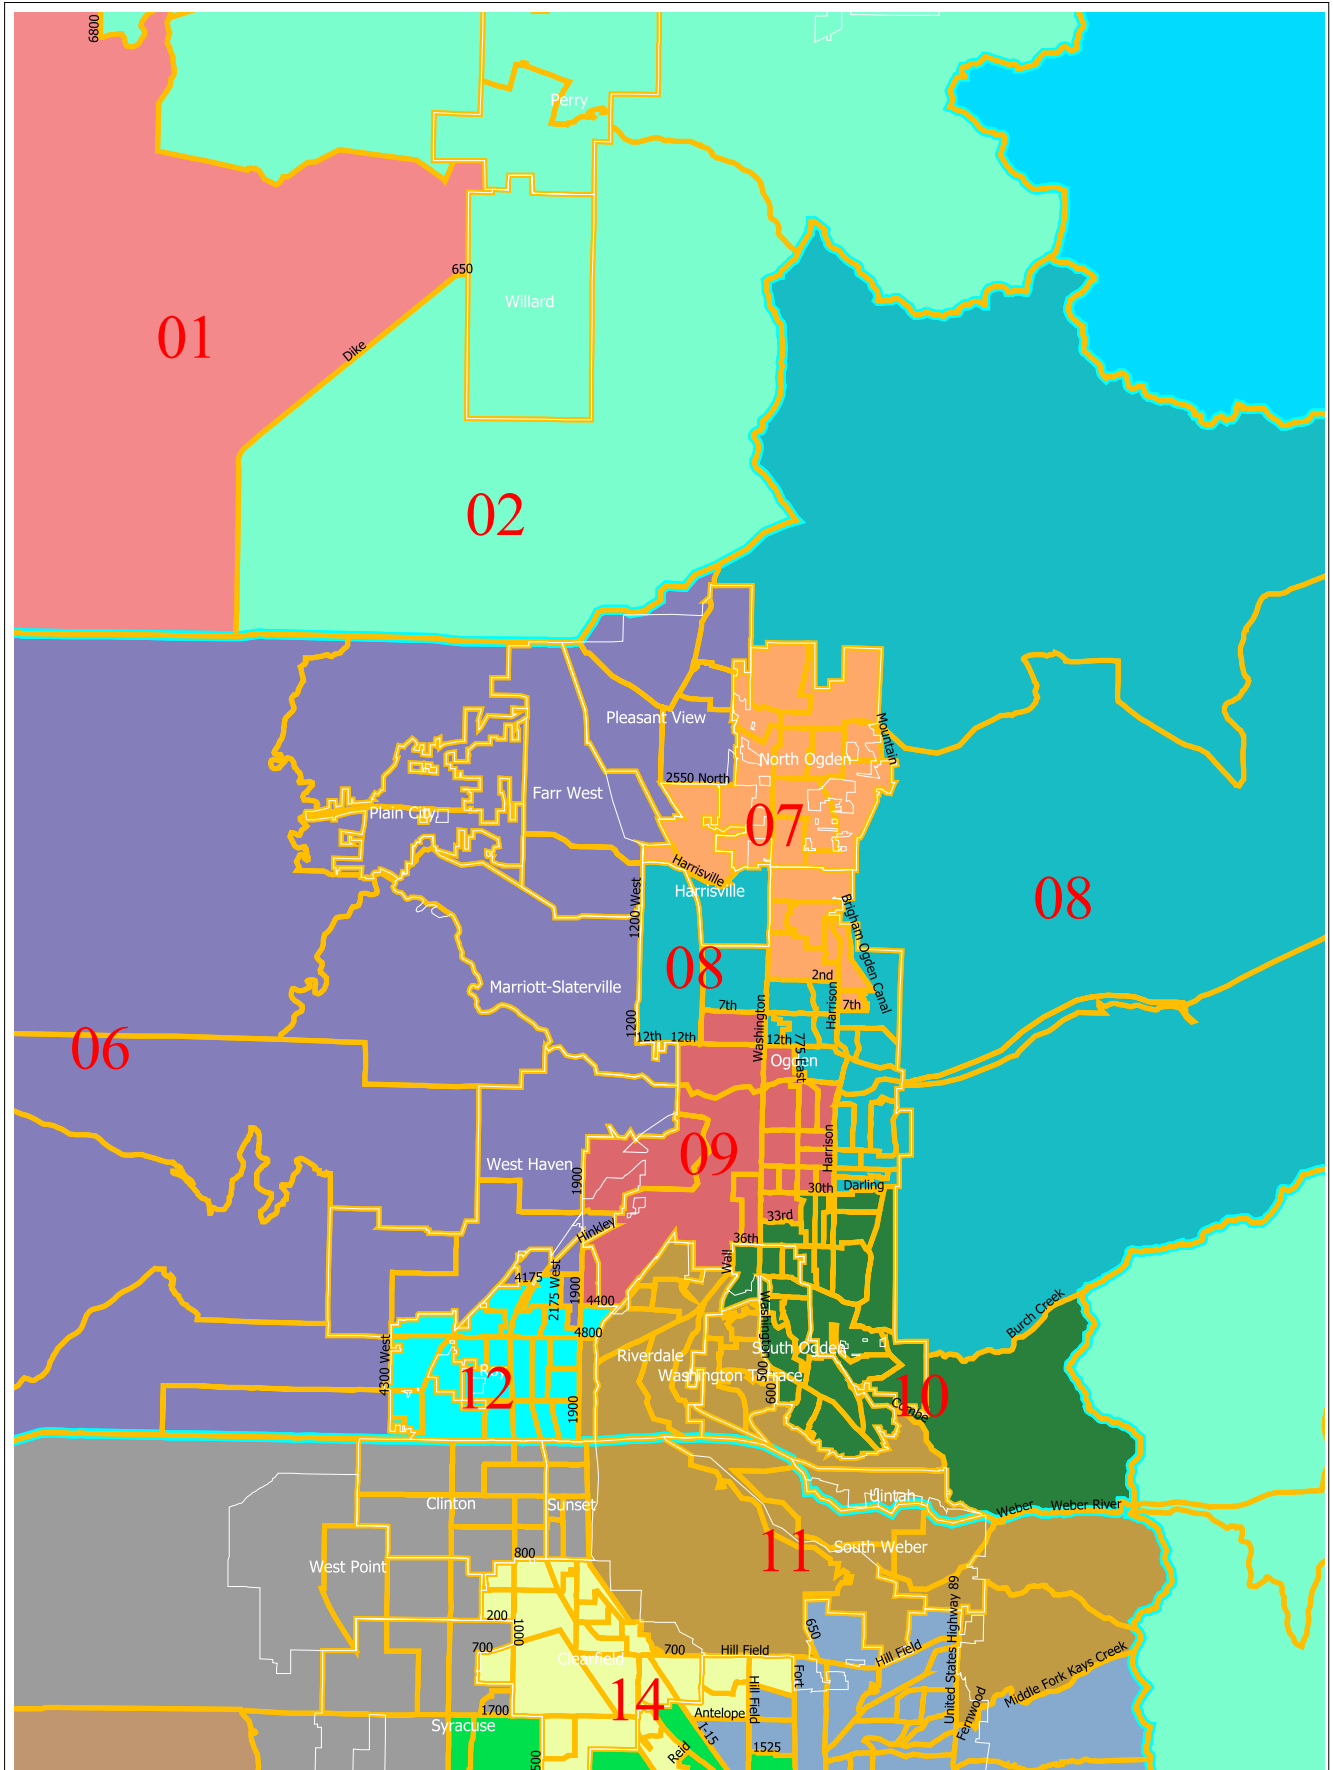 6800
Perry
650
Willard
01
Dike
02
Pleasant View
Mountain
North Ogden
2550 North
Farr West
Plain City
07
Harrisville
Harrisville
08
1200 West
Brigham Ogden Canal
08
2nd
Marriott-Slaterville
7th
7th
Harrison
Washington
1200
12th
12th
12th
775 East
06
Ogden
09
Harrison
West Haven
1900
30th
Darling
33rd
Hinkley
36th
Wall
4175
2175 West
1900
4400
Washington
Burch Creek
4800
4300 West
South Ogden
Riverdale
Washington Terrace
500
600
12
10
Combe
1900
Uintah
Clinton
Sunset
Weber
Weber River
11
South Weber
800
West Point
United States Highway 89
200
1000
650
700
700
Hill Field
Hill Field
Clearfield
Fort
Middle Fork Kays Creek
14
Hill Field
1700
Antelope
Fernwood
Syracuse
I-15
Reid
1525